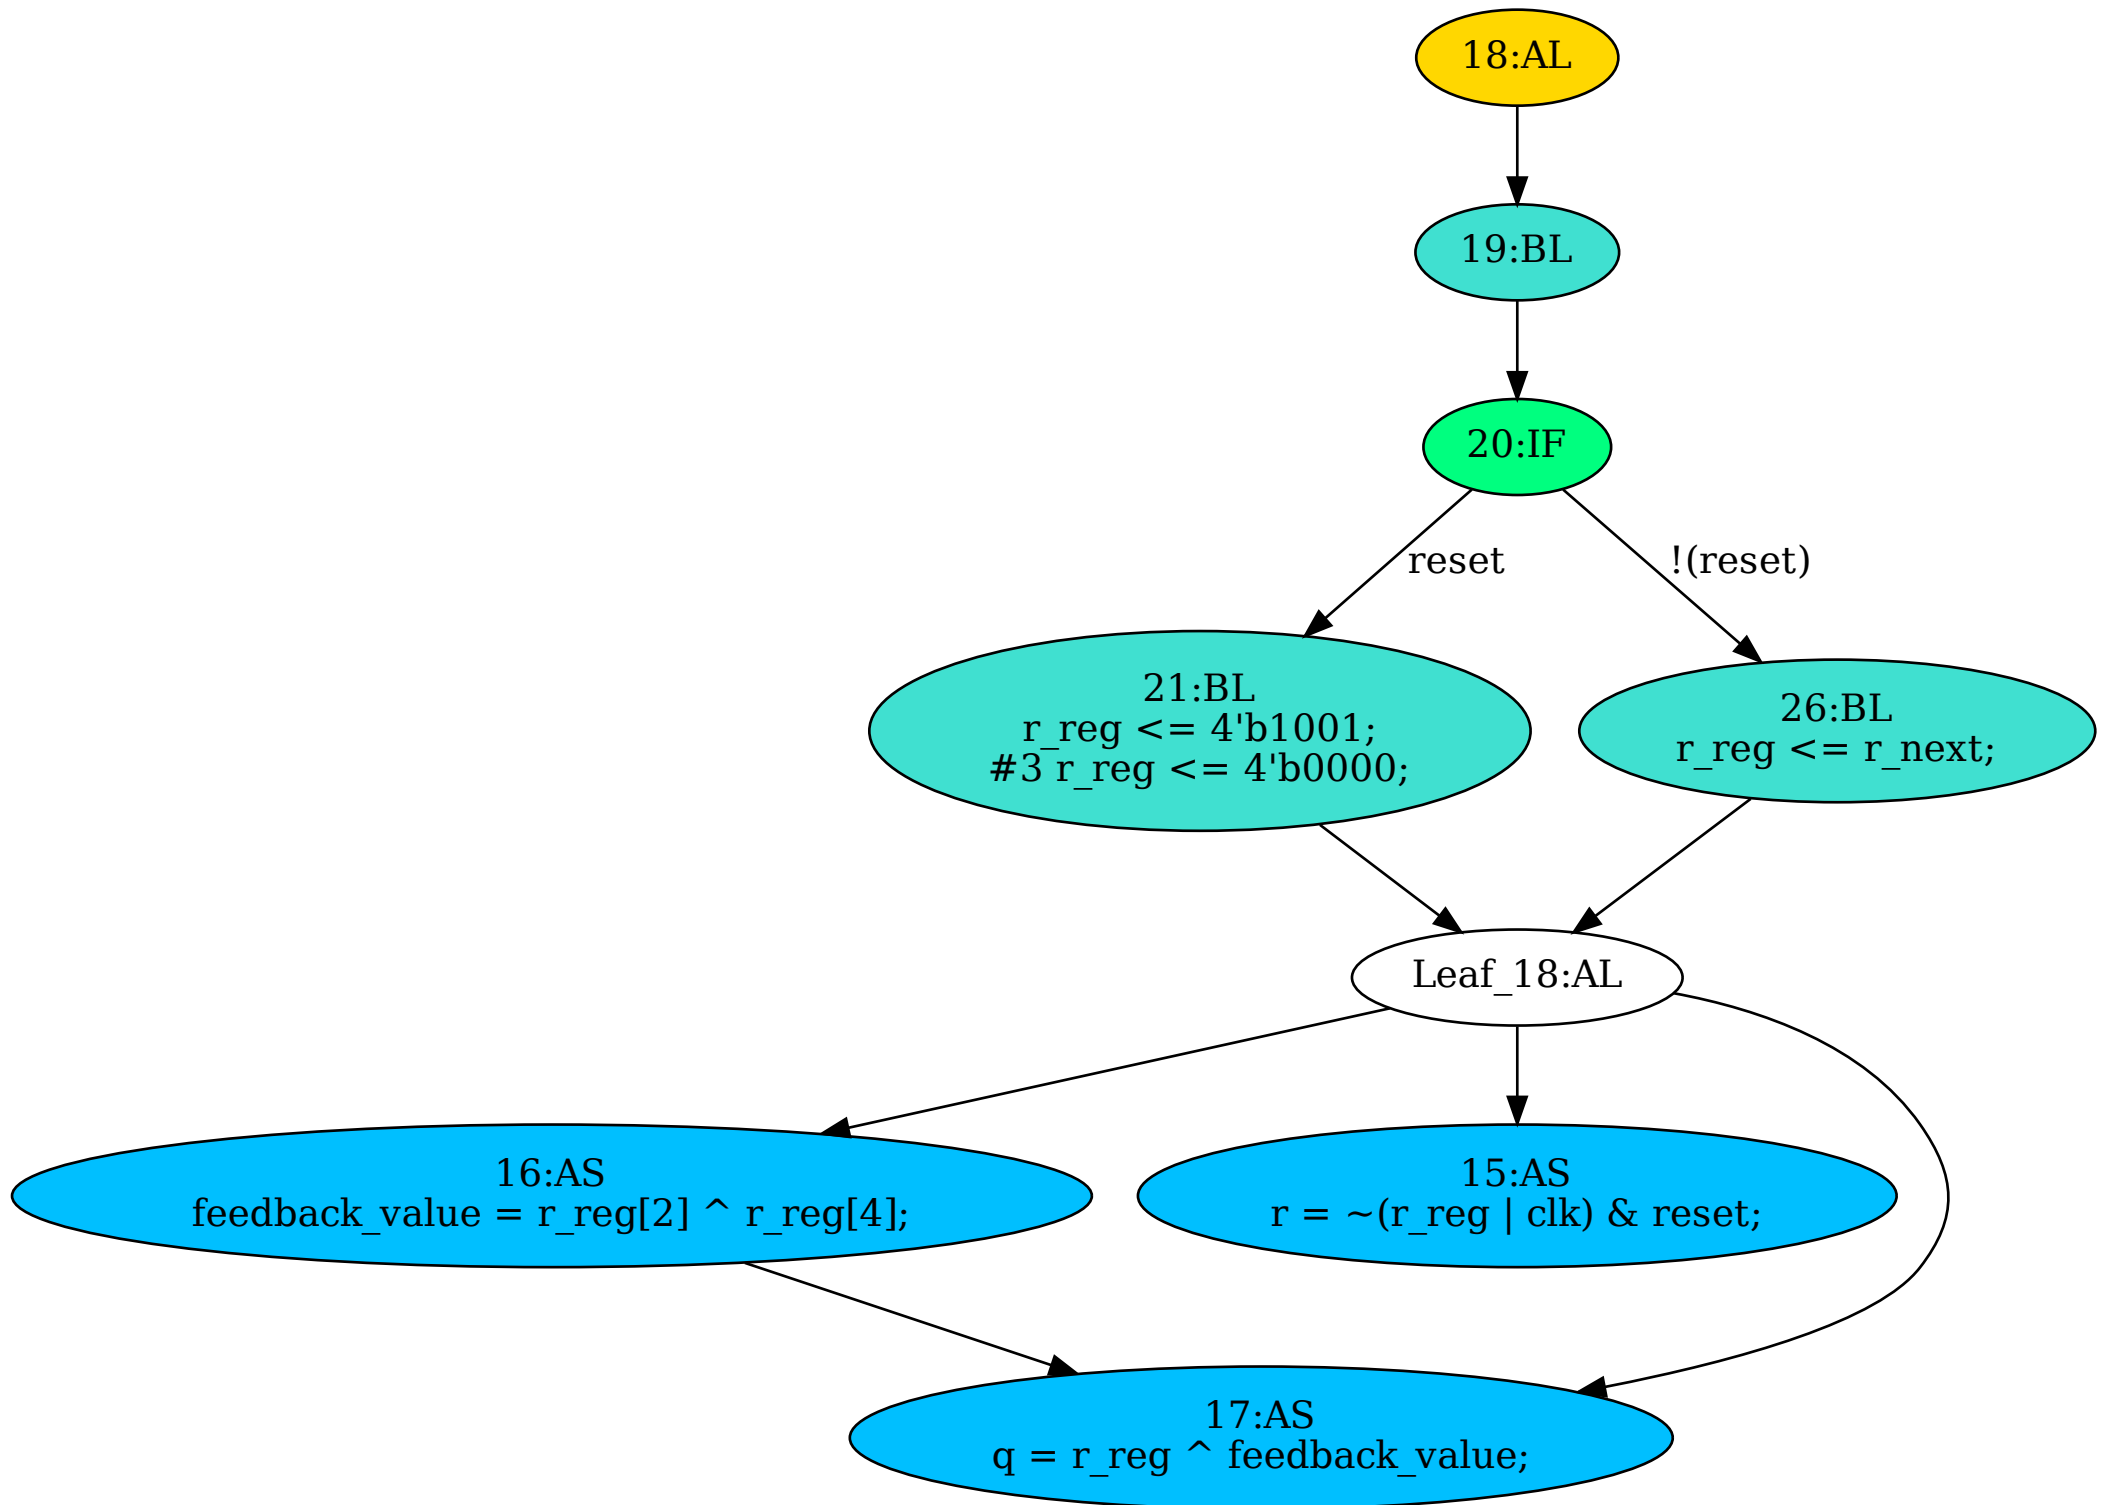 18:AL
19:BL
20:IF
reset
!(reset)
21:BL
r_reg <= 4'b1001;
#3 r_reg <= 4'b0000;
26:BL
r_reg <= r_next;
Leaf_18:AL
16:AS
feedback_value = r_reg[2] ^ r_reg[4];
15:AS
r = ~(r_reg | clk) & reset;
17:AS
q = r_reg ^ feedback_value;